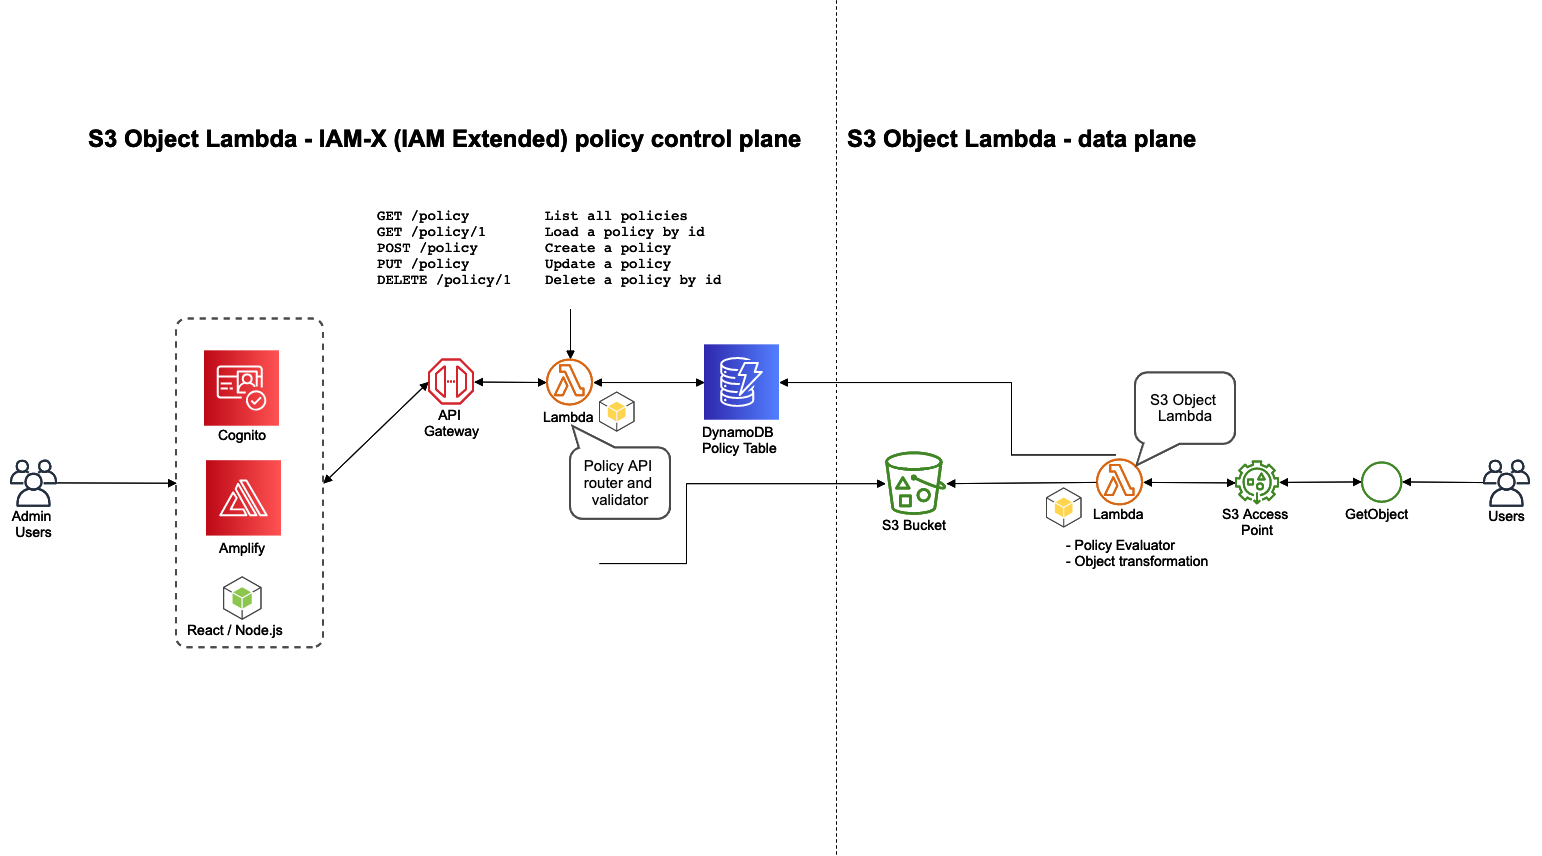 S3 Object Lambda - IAM-X (IAM Extended) policy control plane
S3 Object Lambda - data plane
GET /policy List all policies
GET /policy/1 Load a policy by id
POST /policy Create a policy
PUT /policy Update a policy
DELETE /policy/1 Delete a policy by id
Cognito
Amplify
React / Node.js
Admin
Users
API
Gateway
Lambda
Policy API
router and
validator
DynamoDB
Policy Table
S3 Bucket
S3 Object
Lambda
Lambda
- Policy Evaluator
- Object transformation
S3 Access
Point
GetObject
Users